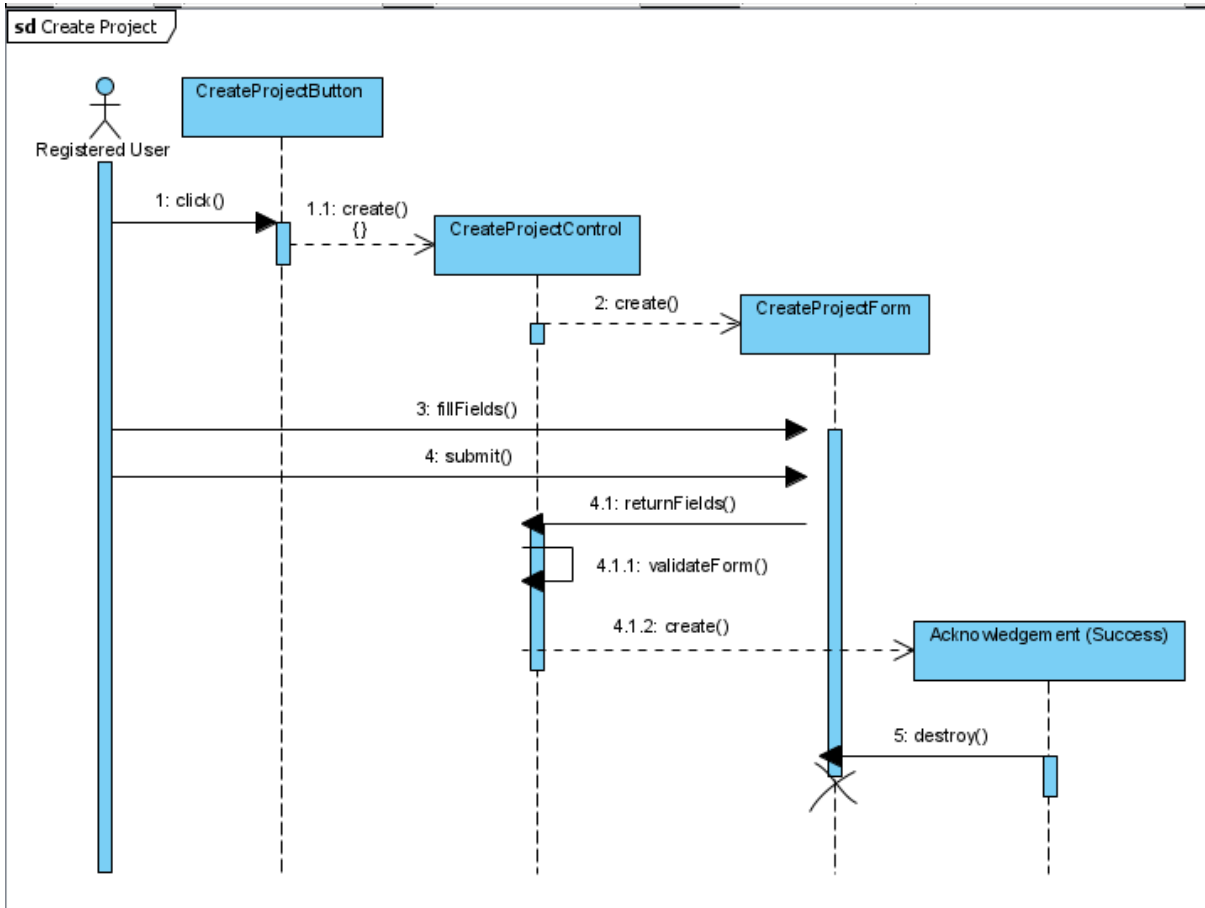 sd Create Project
CreateProjectButton
Registered User
1: click()
1.1: create()
{}
CreateProjectControl
2: create()
CreateProjectForm
3: fillFields()
4: submit()
4.1: returnFields()
4.1.1: validateForm()
4.1.2: create()
Acknowledgement (Success)
5: destroy()